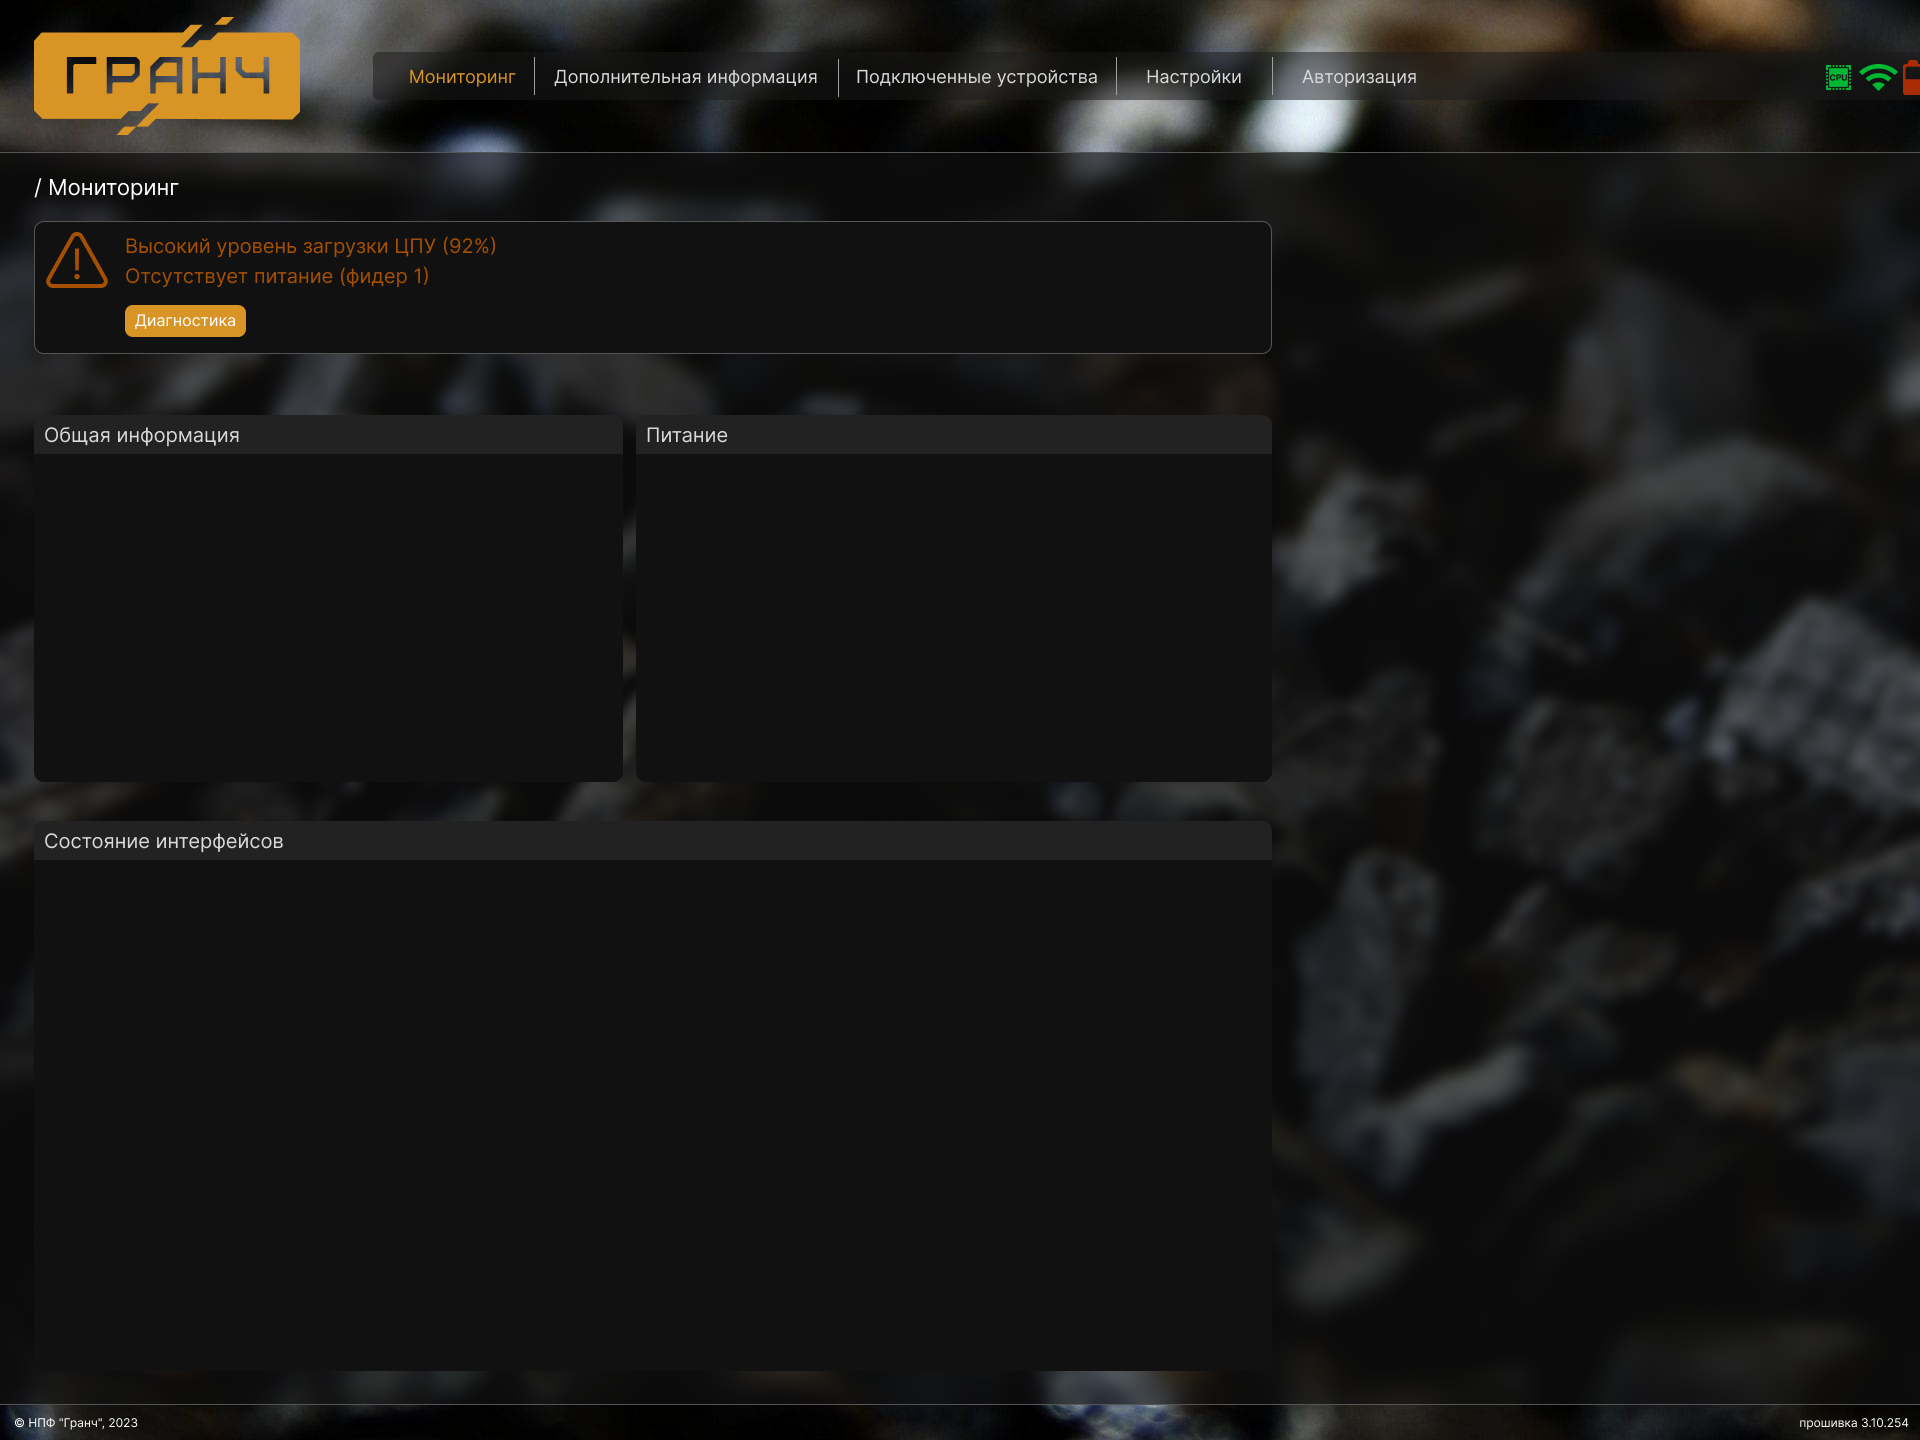 ГРАНЧ
Мониторинг
Дополнительная информация
Подключенные устройства
Настройки
Авторизация
CPU
/ Мониторинг
Высокий уровень загрузки ЦПУ (92%)
Отсутствует питание (фидер 1)
Диагностика
Общая информация
Питание
Состояние интерфейсов
© НПФ "Гранч", 2023
прошивка 3.10.254